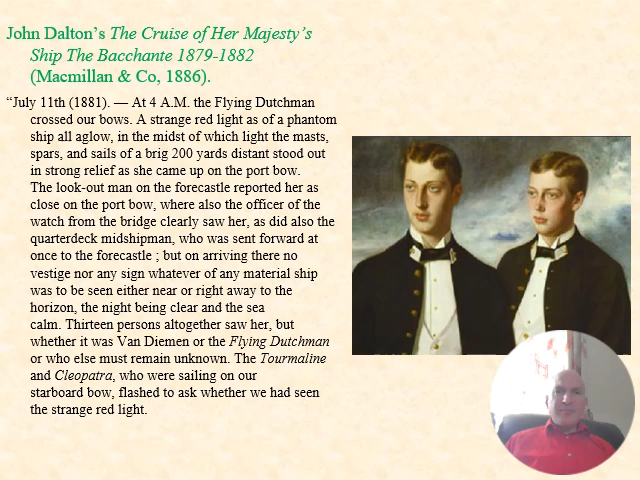 John Dalton’s The Cruise of Her Majesty’s
Ship The Bacchante 1879-1882
(Macmillan & Co, 1886).
“July 11th (1881). — At 4 A.M. the Flying Dutchman
crossed our bows. A strange red light as of a phantom
ship all aglow, in the midst of which light the masts,
spars, and sails of a brig 200 yards distant stood out
in strong relief as she came up on the port bow.
The look-out man on the forecastle reported her as
close on the port bow, where also the officer of the
watch from the bridge clearly saw her, as did also the
quarterdeck midshipman, who was sent forward at
once to the forecastle ; but on arriving there no
vestige nor any sign whatever of any material ship
was to be seen either near or right away to the
horizon, the night being clear and the sea
calm. Thirteen persons altogether saw her, but
whether it was Van Diemen or the Flying Dutchman
or who else must remain unknown. The Tourmaline
and Cleopatra, who were sailing on our
starboard bow, flashed to ask whether we had seen
the strange red light.